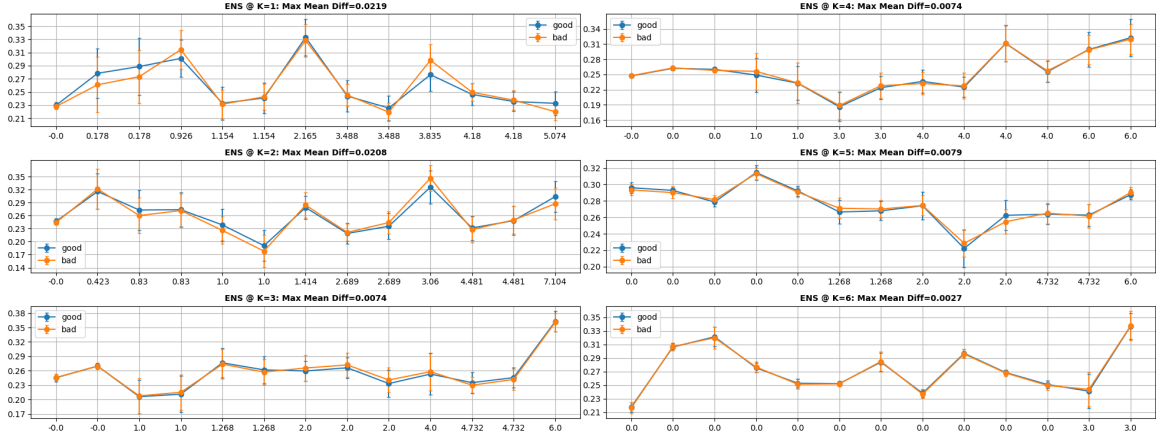 ENS @ K=1: Max Mean Diff=0.0219
0.35
0.33
0.31
0.29
0.27
0.25
0.23
0.21
good
bad
-0.0 0.178 0.178 0.926 1.154 1.154 2.165 3.488 3.488 3.835 4.18 4.18 5.074
ENS @ K=4: Max Mean Diff=0.0074
0.34
0.31
0.28
0.25
0.22
0.19
0.16
good
bad
-0.0 0.0 0.0 1.0 1.0 3.0 3.0 2.0 2.0 4.0 4.0 6.0 6.0
ENS @ K=2: Max Mean Diff=0.0208
0.35
0.32
0.29
0.26
0.23
0.20
0.17
0.14
good
bad
-0.0 0.423 0.83 0.83 1.0 1.0 1.414 2.689 2.689 3.06 4.481 4.481 7.104
ENS @ K=5: Max Mean Diff=0.0079
0.32
0.30
0.28
0.26
0.24
0.22
0.20
good
bad
0.0 0.0 0.0 0.0 0.0 1.268 1.268 2.0 2.0 2.0 4.732 4.732 6.0
ENS @ K=3: Max Mean Diff=0.0074
0.38
0.35
0.32
0.29
0.26
0.23
0.20
0.17
good
bad
-0.0 -0.0 1.0 1.0 1.268 1.268 2.0 2.0 2.0 4.0 4.732 4.732 6.0
ENS @ K=6: Max Mean Diff=0.0027
0.35
0.33
0.31
0.29
0.27
0.25
0.23
0.21
good
bad
0.0 0.0 0.0 0.0 0.0 0.0 0.0 0.0 0.0 0.0 0.0 3.0 3.0